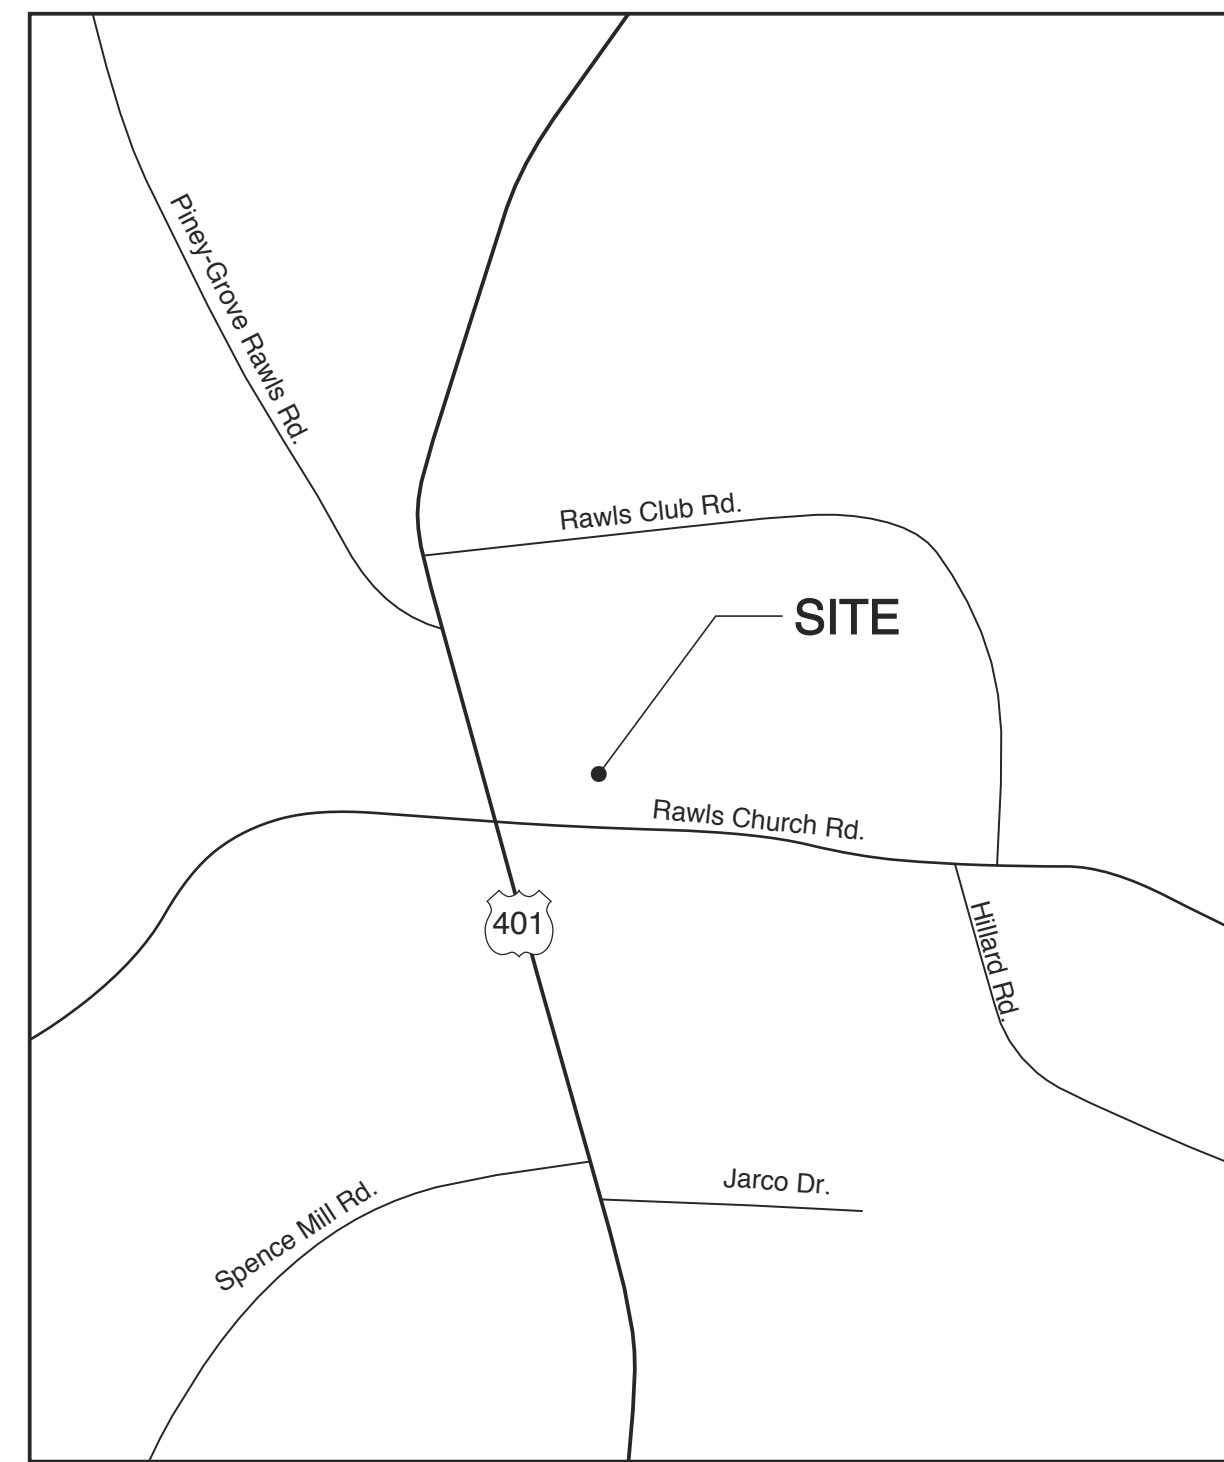 Piney-Grove Rawls Rd.
Rawls Club Rd.
SITE
Rawls Church Rd.
401
Hillard Rd.
Jarco Dr.
Spence Mill Rd.